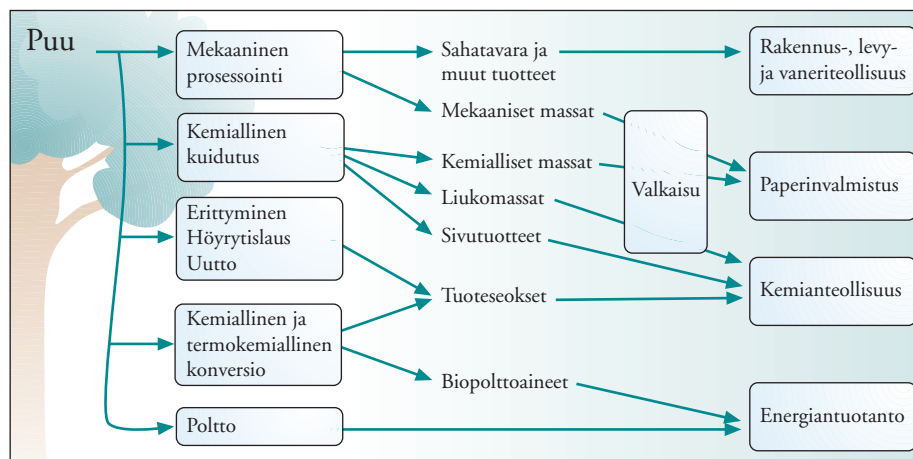 Puu
Mekaaninen
prosessointi
Kemiallinen
kuidutus
Erittyminen
Höyrytislaus
Uutto
Kemiallinen ja
termokemiallinen
konversio
Poltto
Sahatavara ja
muut tuotteet
Mekaaniset massat
Kemialliset massat
Liukomassat
Sivutuotteet
Tuoteseokset
Biopolttoaineet
Valkaisu
Rakennus-, levy-
ja vaneriteollisuus
Paperinvalmistus
Kemianteollisuus
Energiantuotanto